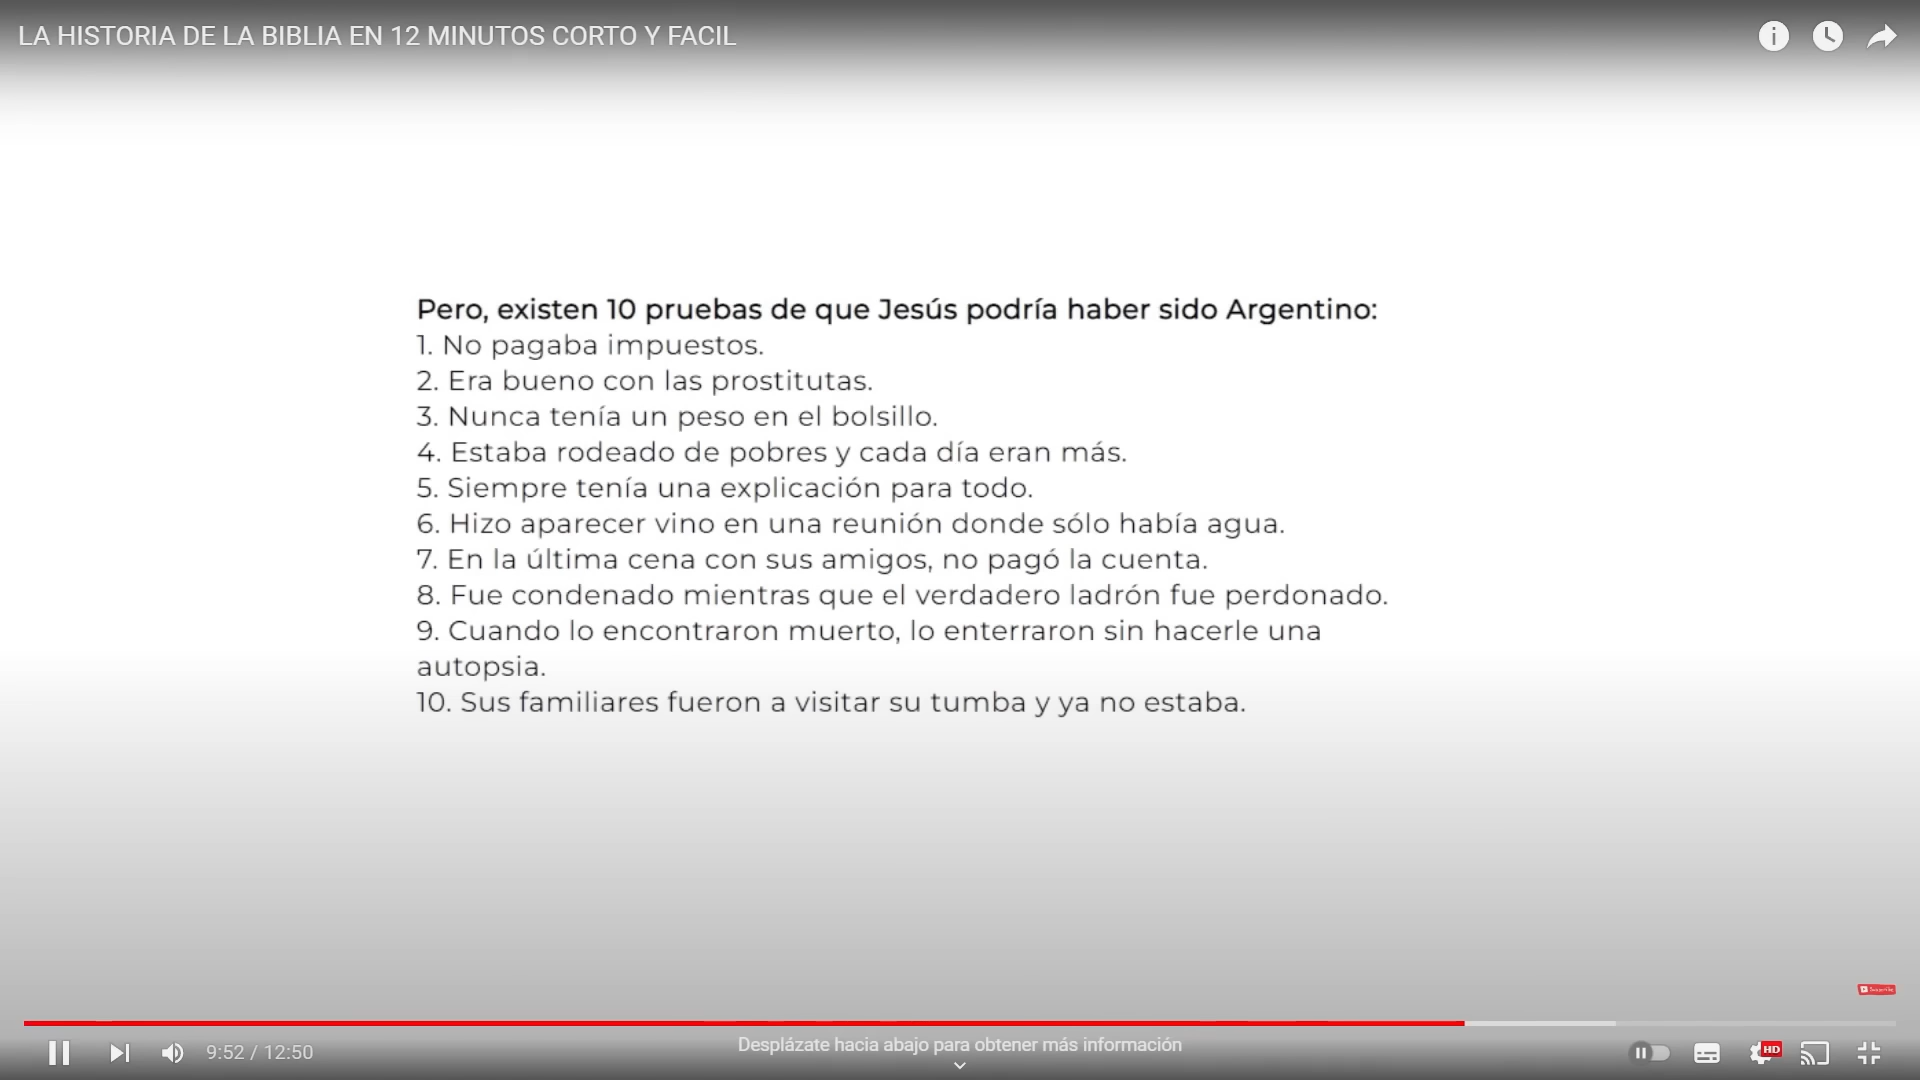 LA HISTORIA DE LA BIBLIA EN 12 MINUTOS CORTO Y FACIL
Pero, existen 10 pruebas de que Jesús podría haber sido Argentino:
1. No pagaba impuestos.
2. Era bueno con las prostitutas.
3. Nunca tenía un peso en el bolsillo.
4. Estaba rodeado de pobres y cada día eran más.
5. Siempre tenía una explicación para todo.
6. Hizo aparecer vino en una reunión donde sólo había agua.
7. En la última cena con sus amigos, no pagó la cuenta.
8. Fue condenado mientras que el verdadero ladrón fue perdonado.
9. Cuando lo encontraron muerto, lo enterraron sin hacerle una
autopsia.
10. Sus familiares fueron a visitar su tumba y ya no estaba.
9:52 / 12:50
Desplázate hacia abajo para obtener más información
HD